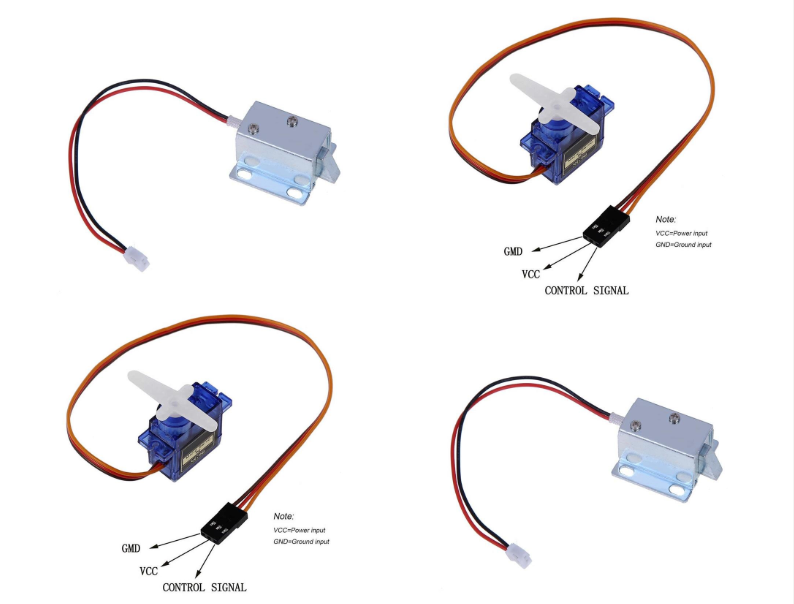 Note:
VCC=Power input
GND=Ground input
GMD
VCC
CONTROL SIGNAL
Note:
VCC=Power input
GND=Ground input
GMD
VCC
CONTROL SIGNAL